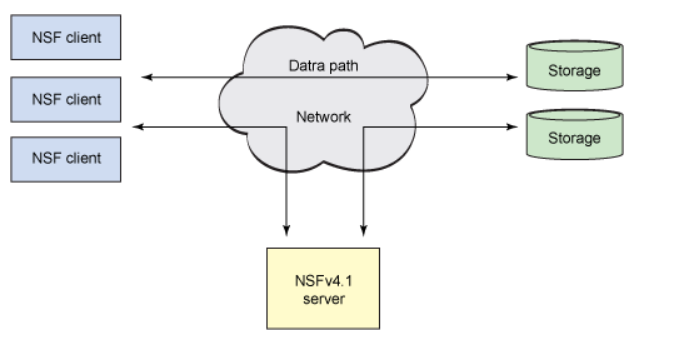 NSF client
NSF client
NSF client
Datra path
Network
Storage
Storage
NSFv4.1
server